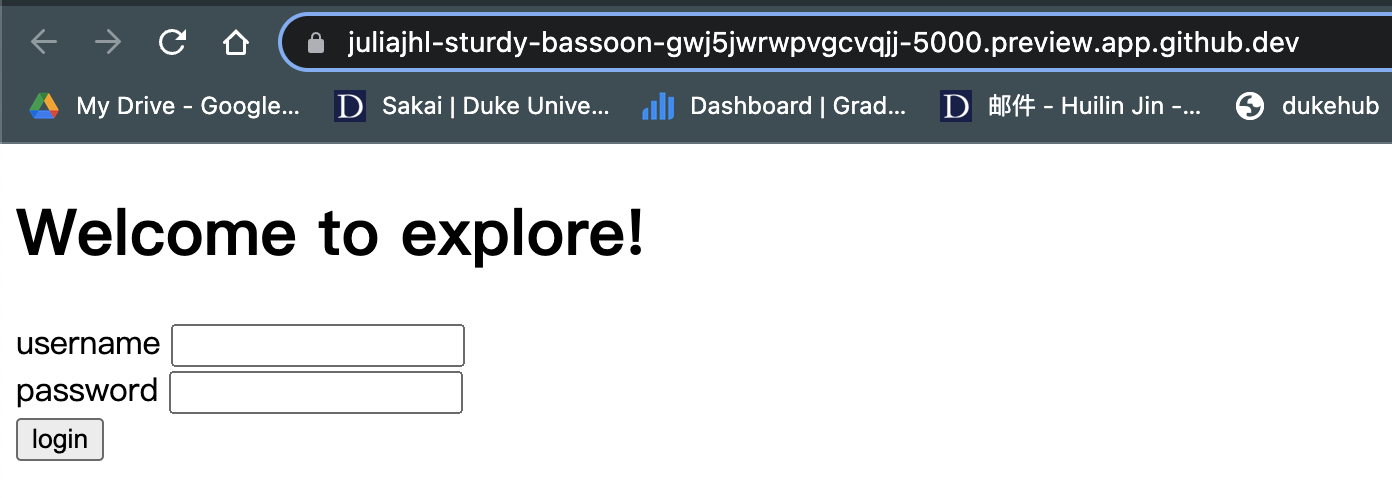 juliajhl-sturdy-bassoon-gwj5jwrwpvgcvqjj-5000.preview.app.github.dev
My Drive - Google... D Sakai | Duke Unive... Dashboard | Grad... D 邮件 - Huilin Jin -... dukehub
Welcome to explore!
username
password
login